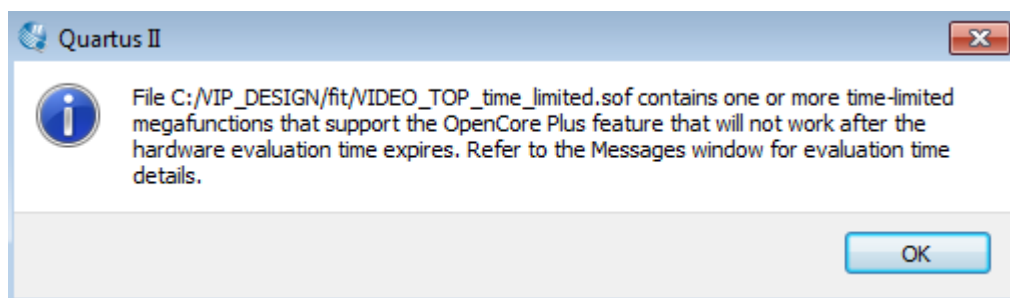 Quartus II
File C:/VIP_DESIGN/fit/VIDEO_TOP_time_limited.sof contains one or more time-limited
megafunctions that support the OpenCore Plus feature that will not work after the
hardware evaluation time expires. Refer to the Messages window for evaluation time
details.
OK